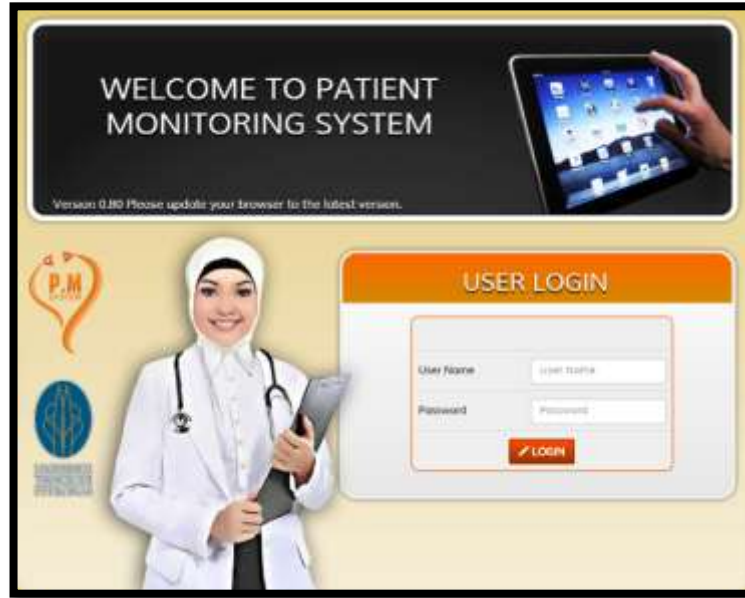 WELCOME TO PATIENT
MONITORING SYSTEM
Version 0.80 Please update your browser to the latest version.
P.M
SYSTEM
USER LOGIN
User Name
User Name
Password
Password
LOGIN